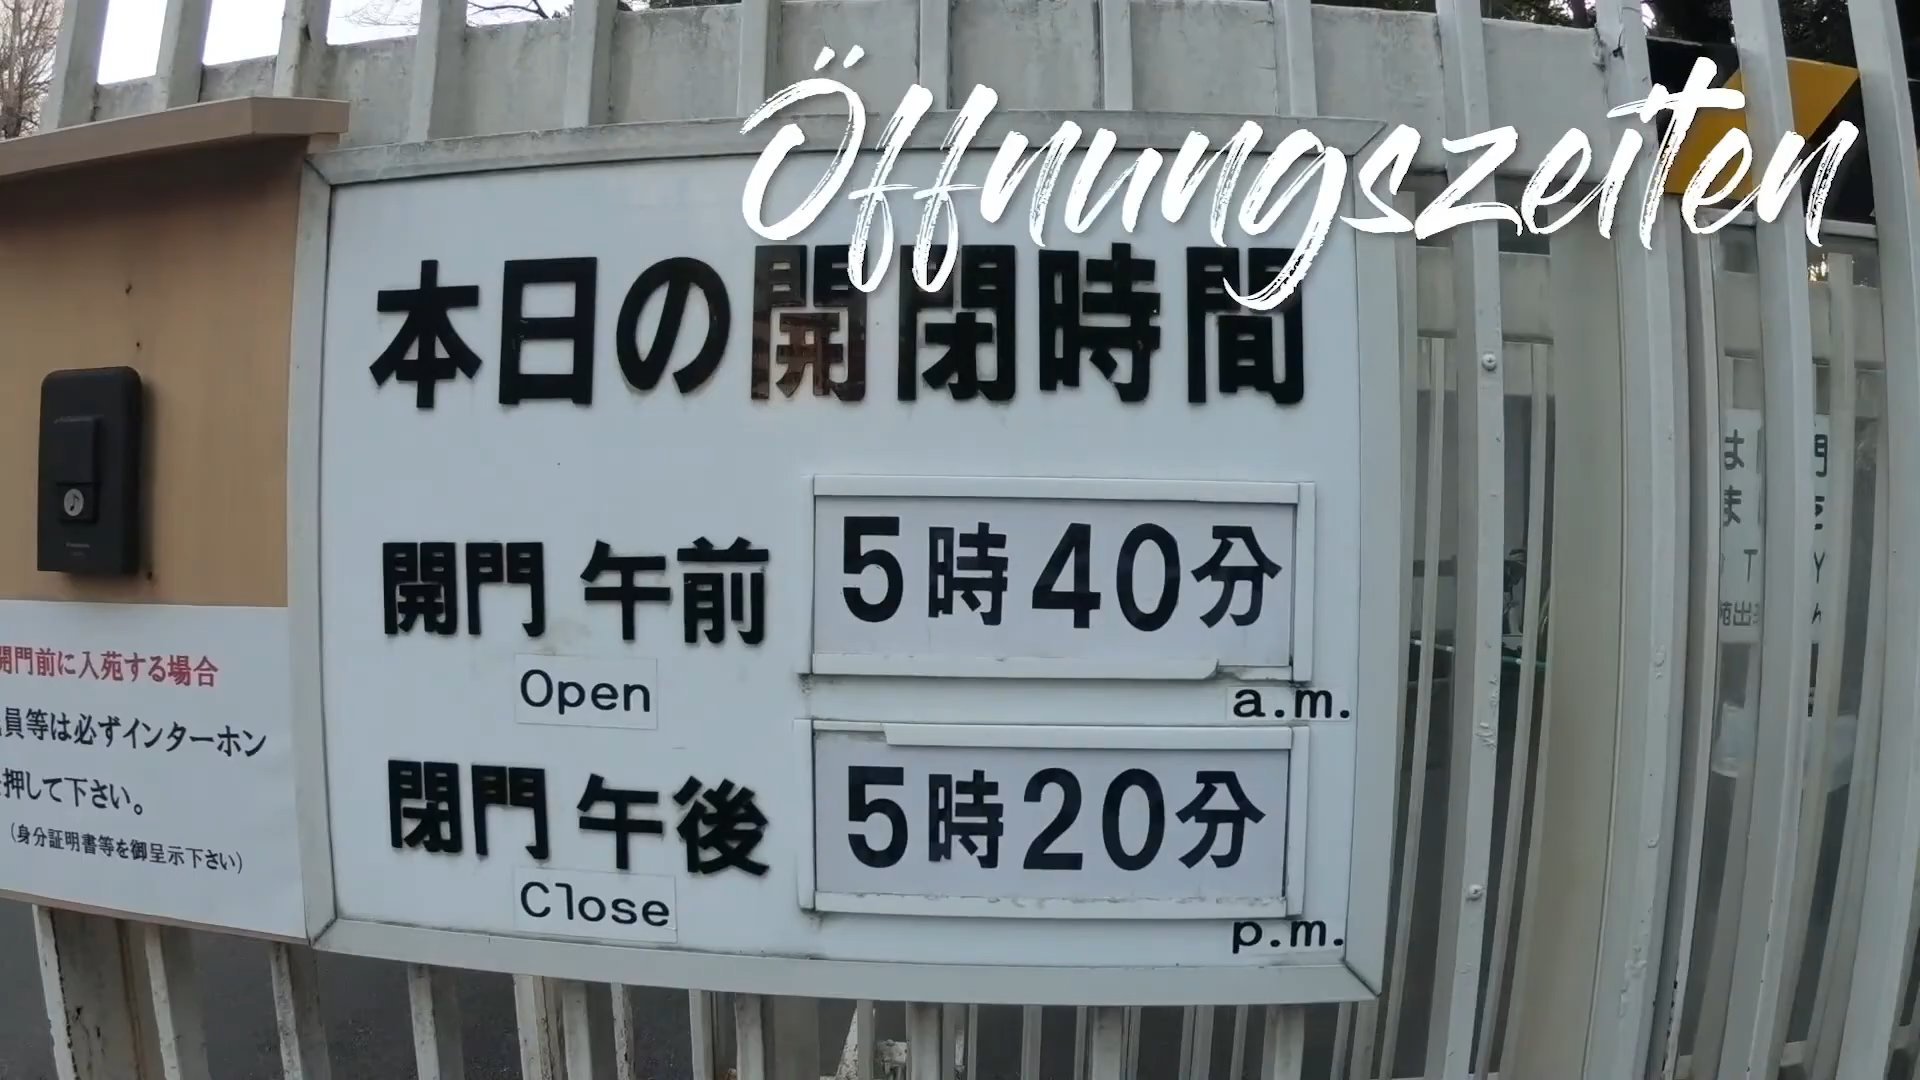 Öffnungszeiten
本日の開閉時間
開門 午前 5時40分
Open
a.m.
閉門 午後 5時20分
Close
p.m.
開門前に入苑する場合
員等は必ずインターホン
押して下さい。
（身分証明書等を御呈示下さい）